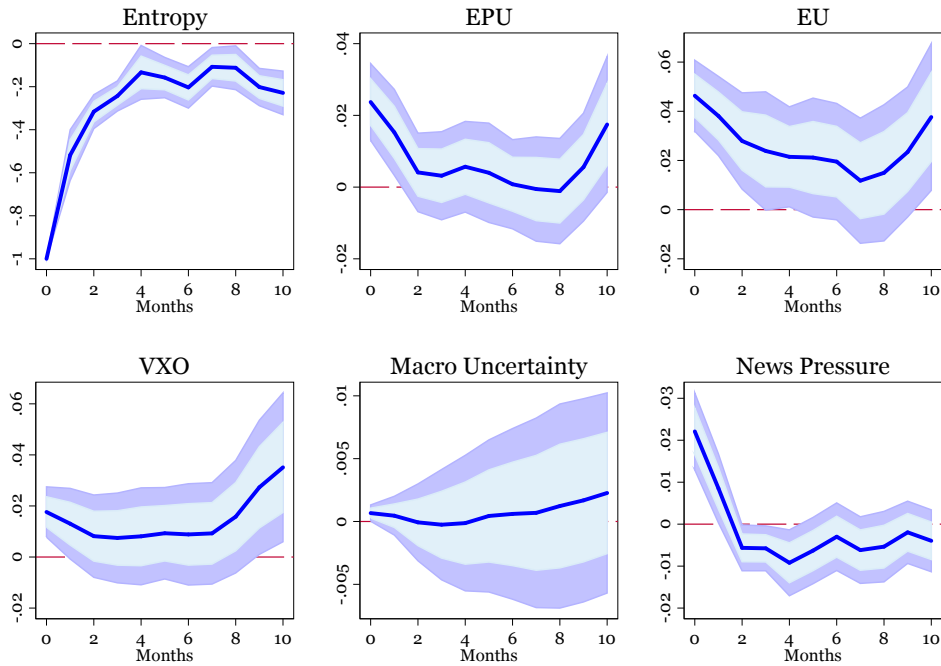 Entropy
0
-.2
-.4
-.6
-.8
-1
0 2 4 6 8 10
Months
EPU
.04
.02
0
-.02
0 2 4 6 8 10
Months
EU
.06
.04
.02
0
-.02
0 2 4 6 8 10
Months
VXO
.06
.04
.02
0
-.02
0 2 4 6 8 10
Months
Macro Uncertainty
.01
.005
0
-.005
0 2 4 6 8 10
Months
News Pressure
.03
.02
.01
0
-.01
-.02
0 2 4 6 8 10
Months